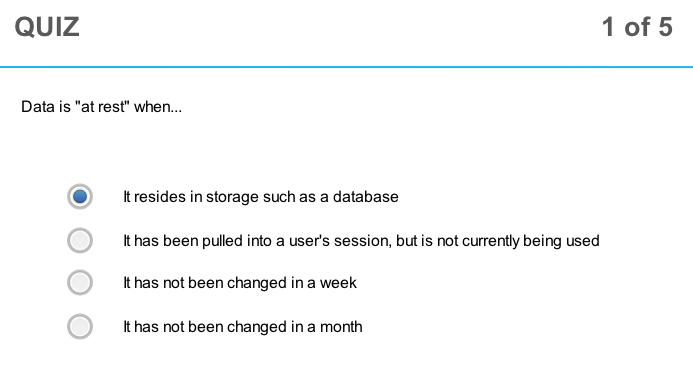 QUIZ 1 of 5
Data is "at rest" when...
It resides in storage such as a database
It has been pulled into a user's session, but is not currently being used
It has not been changed in a week
It has not been changed in a month